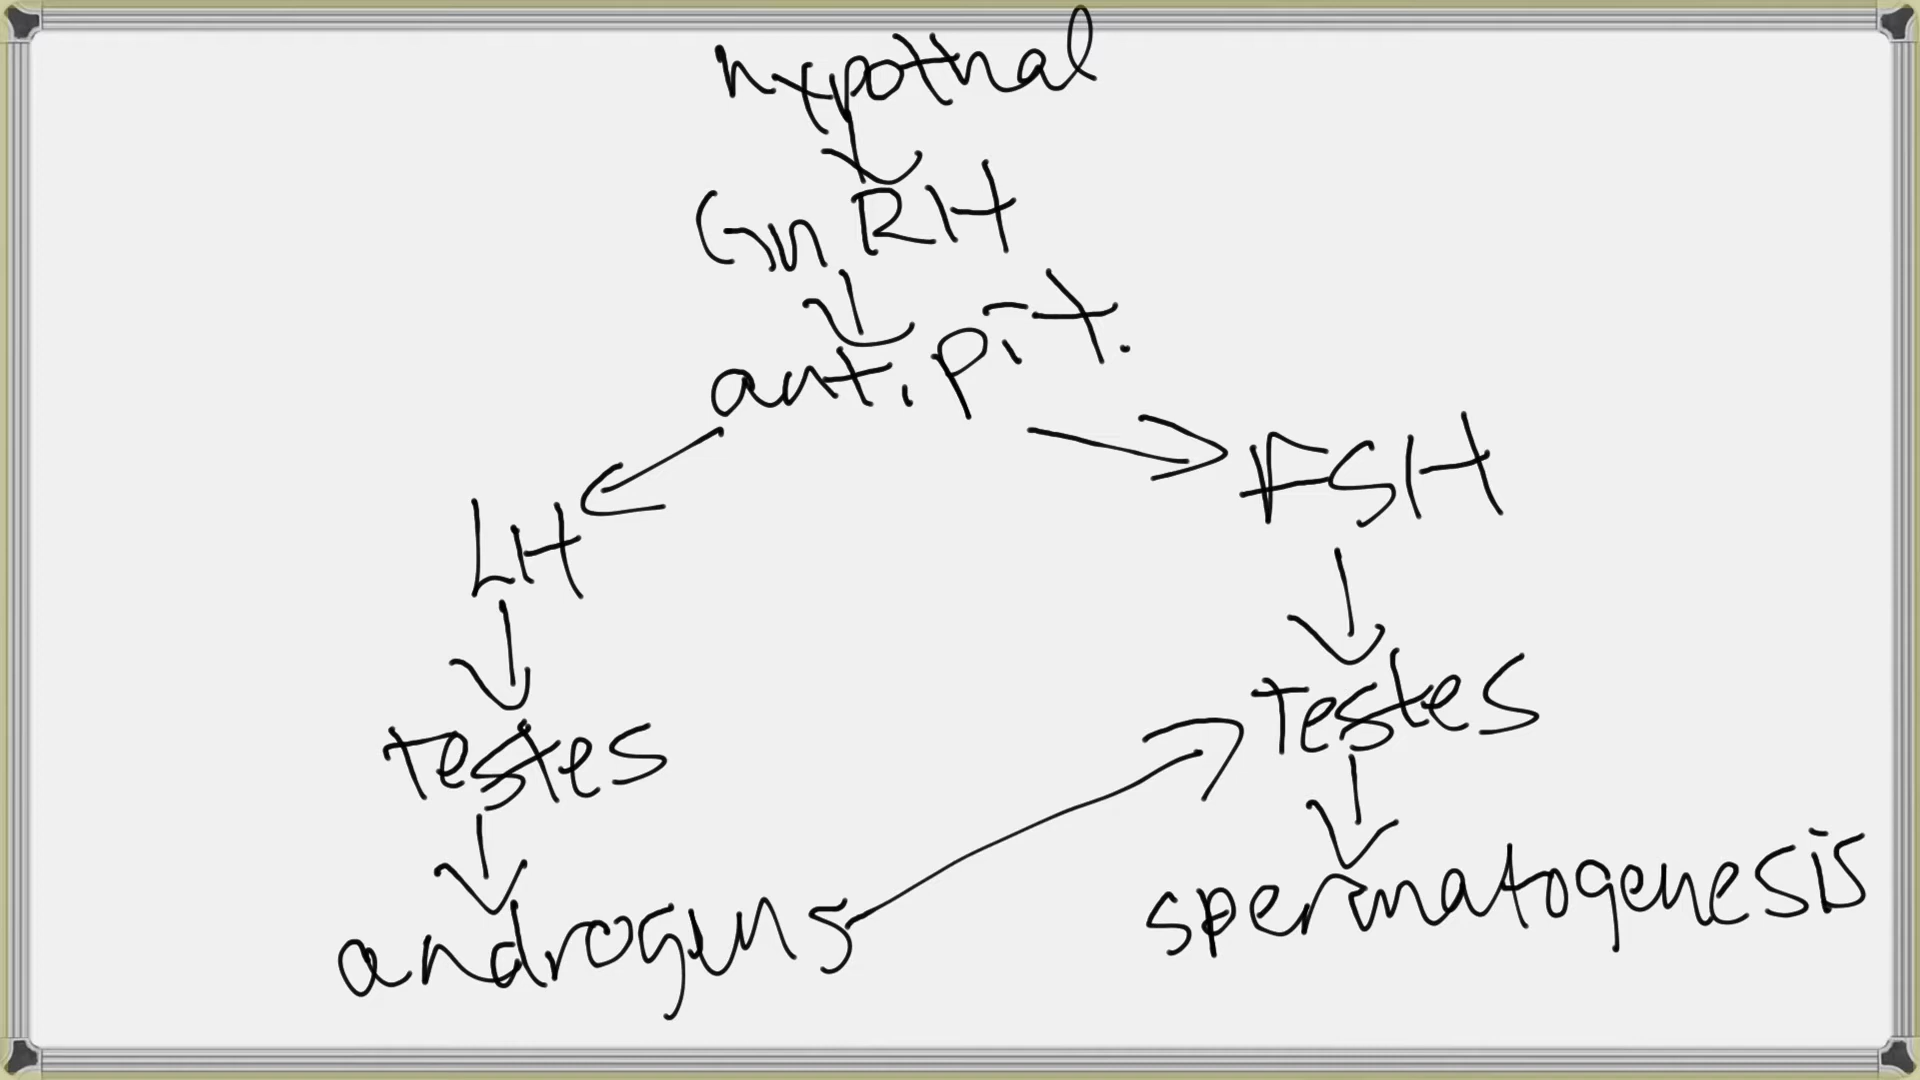 hypothal
GnRH
ant. pit.
LH
FSH
testes
testes
androgens
spermatogenesis